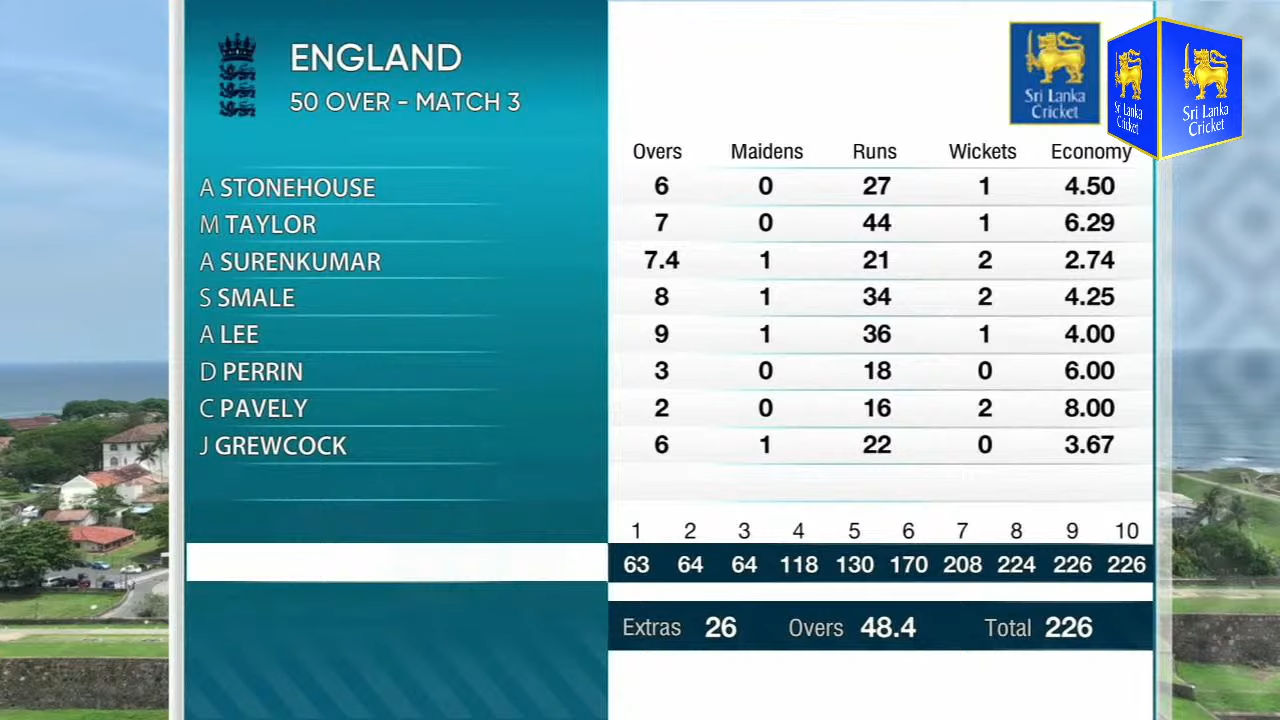 ENGLAND
50 OVER - MATCH 3
Sri Lanka
Cricket
Sri Lanka
Cricket
Sri Lanka
Cricket
Overs Maidens Runs Wickets Economy
A STONEHOUSE 6 0 27 1 4.50
M TAYLOR 7 0 44 1 6.29
A SURENKUMAR 7.4 1 21 2 2.74
S SMALE 8 1 34 2 4.25
A LEE 9 1 36 1 4.00
D PERRIN 3 0 18 0 6.00
C PAVELY 2 0 16 2 8.00
J GREWCOCK 6 1 22 0 3.67
1 2 3 4 5 6 7 8 9 10
63 64 64 118 130 170 208 224 226 226
Extras 26 Overs 48.4 Total 226